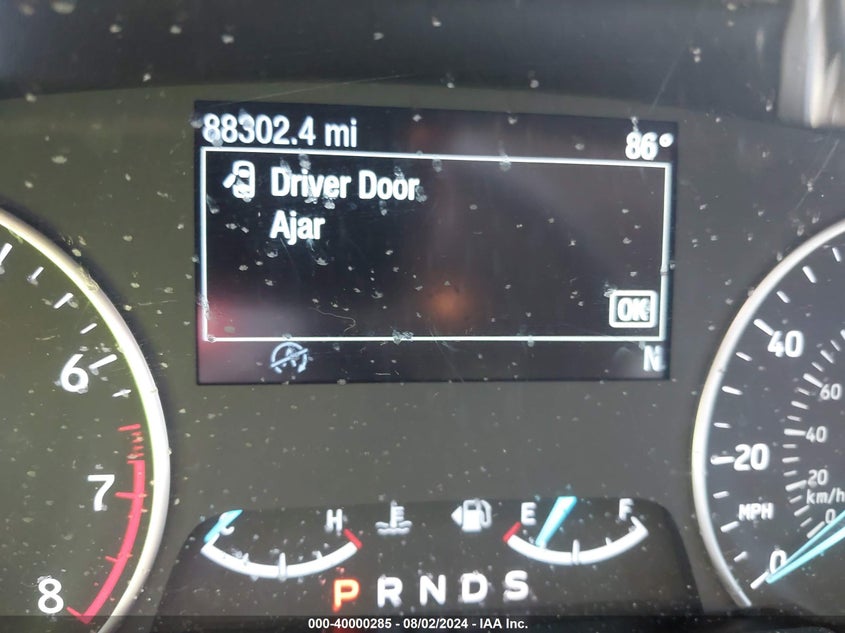 88302.4 mi 86°
Driver Door
Ajar
OK
N
6
7
8
40
20
MPH
0
60
40
20
km/h
0
C H E F
P R N D S
000-40000285 - 08/02/2024 - IAA Inc.